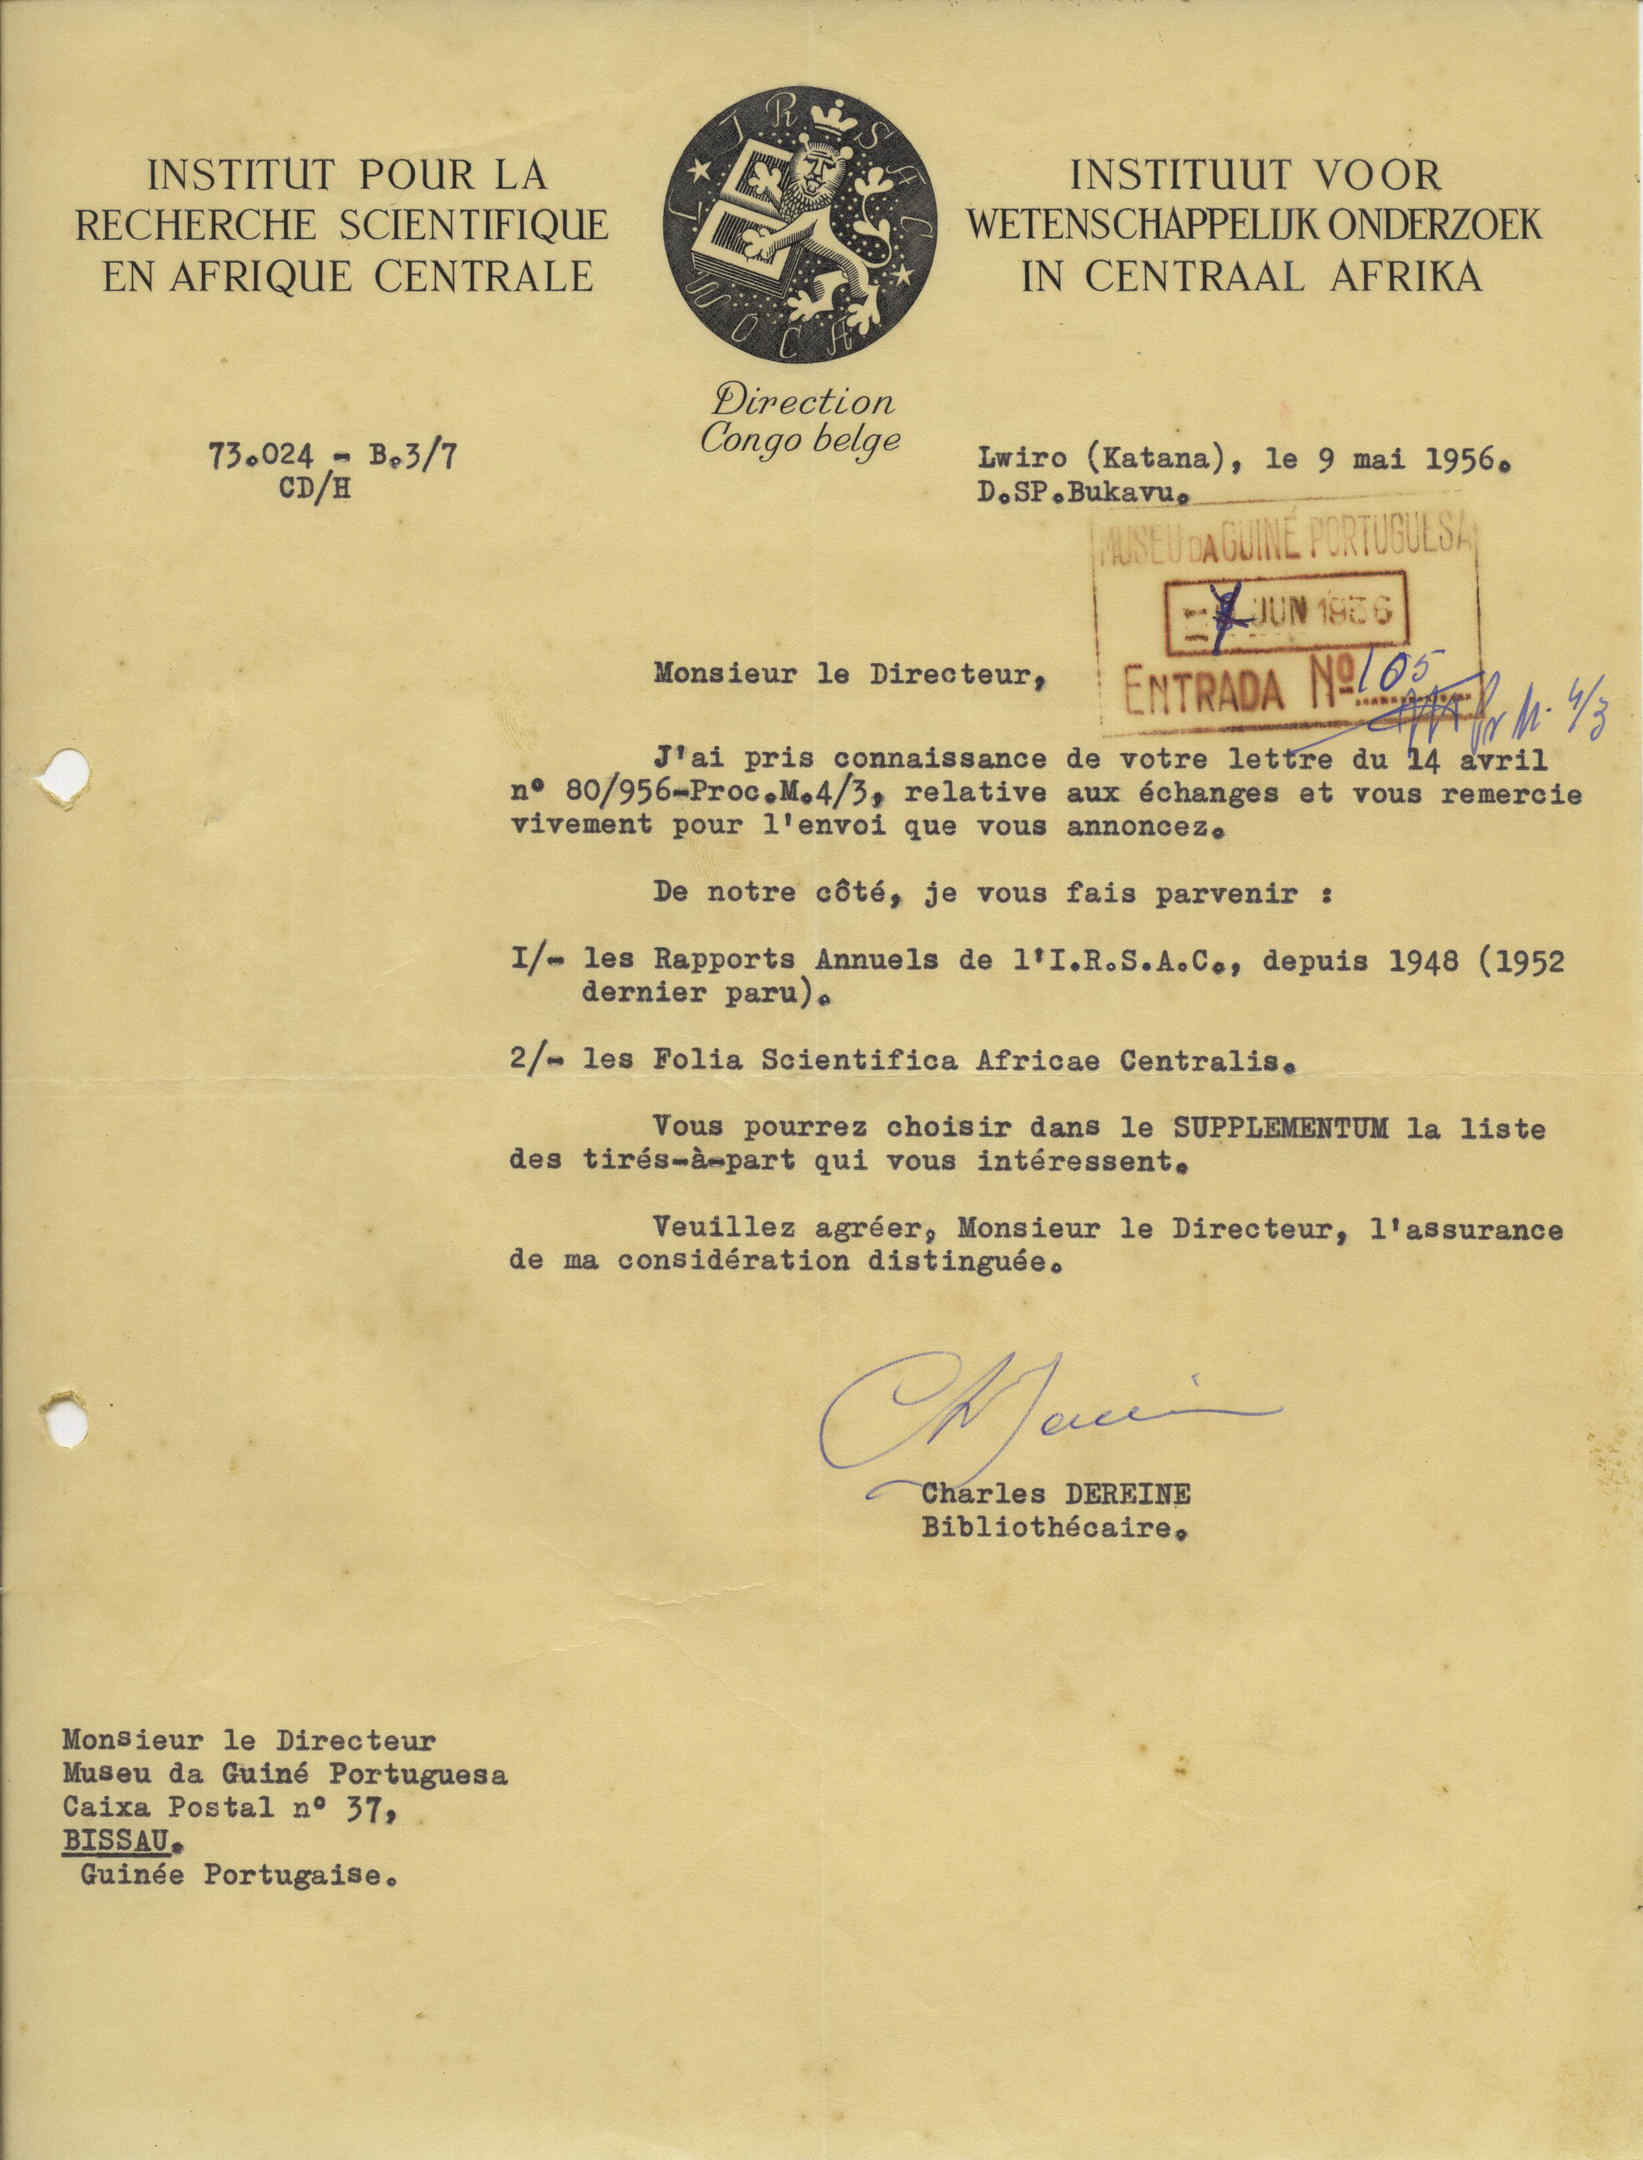 INSTITUT POUR LA
RECHERCHE SCIENTIFIQUE
EN AFRIQUE CENTRALE
IRSAC
IWOCA
INSTITUUT VOOR
WETENSCHAPPELIJK ONDERZOEK
IN CENTRAAL AFRIKA
Direction
Congo belge
73.024 - B.3/7
CD/H
Lwiro (Katana), le 9 mai 1956.
D.SP.Bukavu.
MUSEU DA GUINÉ PORTUGUESA
JUN 1956
ENTRADA Nº 105
4/3
Monsieur le Directeur,
J'ai pris connaissance de votre lettre du 14 avril
n° 80/956-Proc.M.4/3, relative aux échanges et vous remercie
vivement pour l'envoi que vous annoncez.
De notre côté, je vous fais parvenir :
I/- les Rapports Annuels de l'I.R.S.A.C., depuis 1948 (1952
dernier paru).
2/- les Folia Scientifica Africae Centralis.
Vous pourrez choisir dans le SUPPLEMENTUM la liste
des tirés-à-part qui vous intéressent.
Veuillez agréer, Monsieur le Directeur, l'assurance
de ma considération distinguée.
Charles DEREINE
Bibliothécaire.
Monsieur le Directeur
Museu da Guiné Portuguesa
Caixa Postal n° 37,
BISSAU.
Guinée Portugaise.